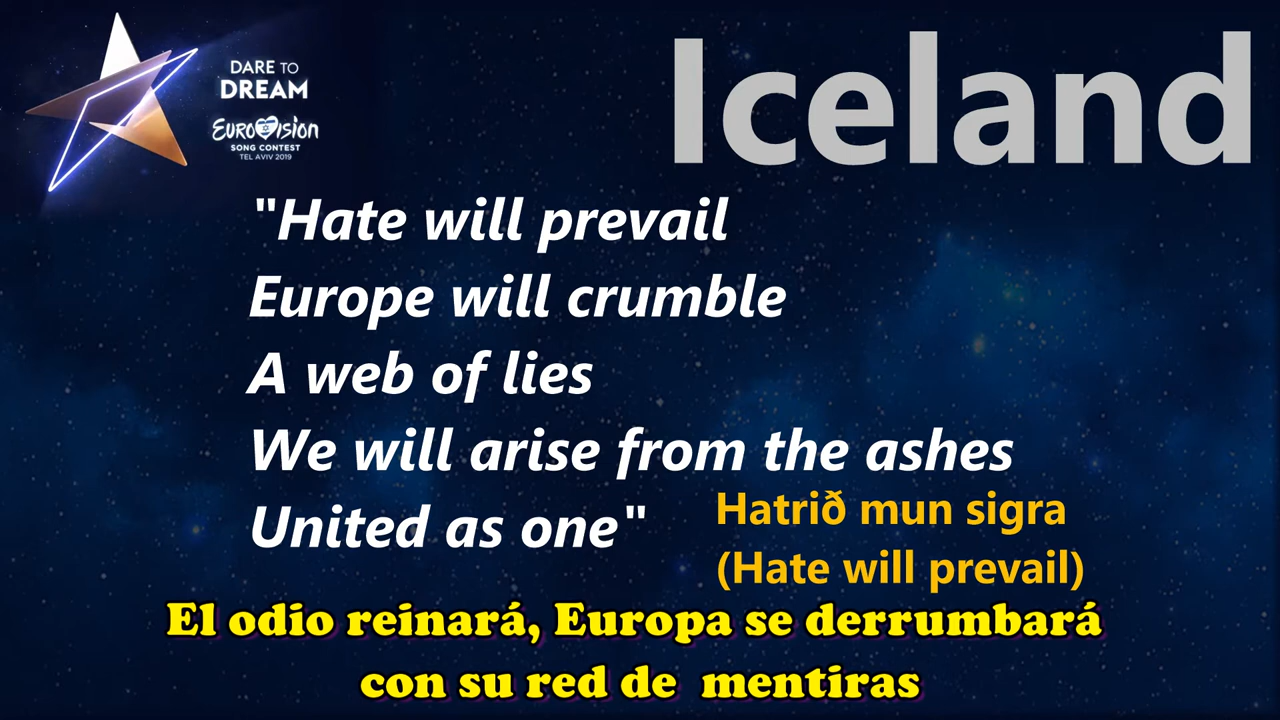 DARE TO
DREAM
EUROVISION
SONG CONTEST
TEL AVIV 2019
Iceland
"Hate will prevail
Europe will crumble
A web of lies
We will arise from the ashes
United as one"
Hatrið mun sigra
(Hate will prevail)
El odio reinará, Europa se derrumbará
con su red de  mentiras